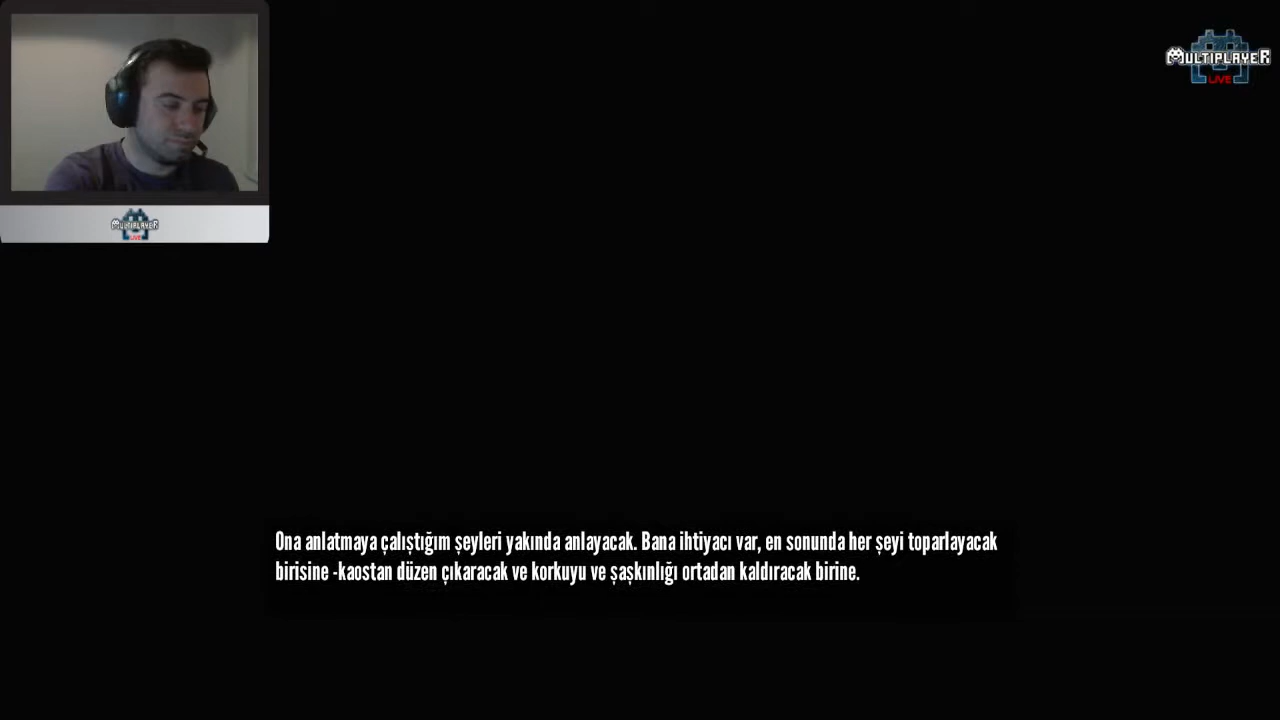 MULTIPLAYER
LIVE
MULTIPLAYER
LIVE
Ona anlatmaya çalıştığım şeyleri yakında anlayacak. Bana ihtiyacı var, en sonunda her şeyi toparlayacak
birisine -kaostan düzen çıkaracak ve korkuyu ve şaşkınlığı ortadan kaldıracak birine.